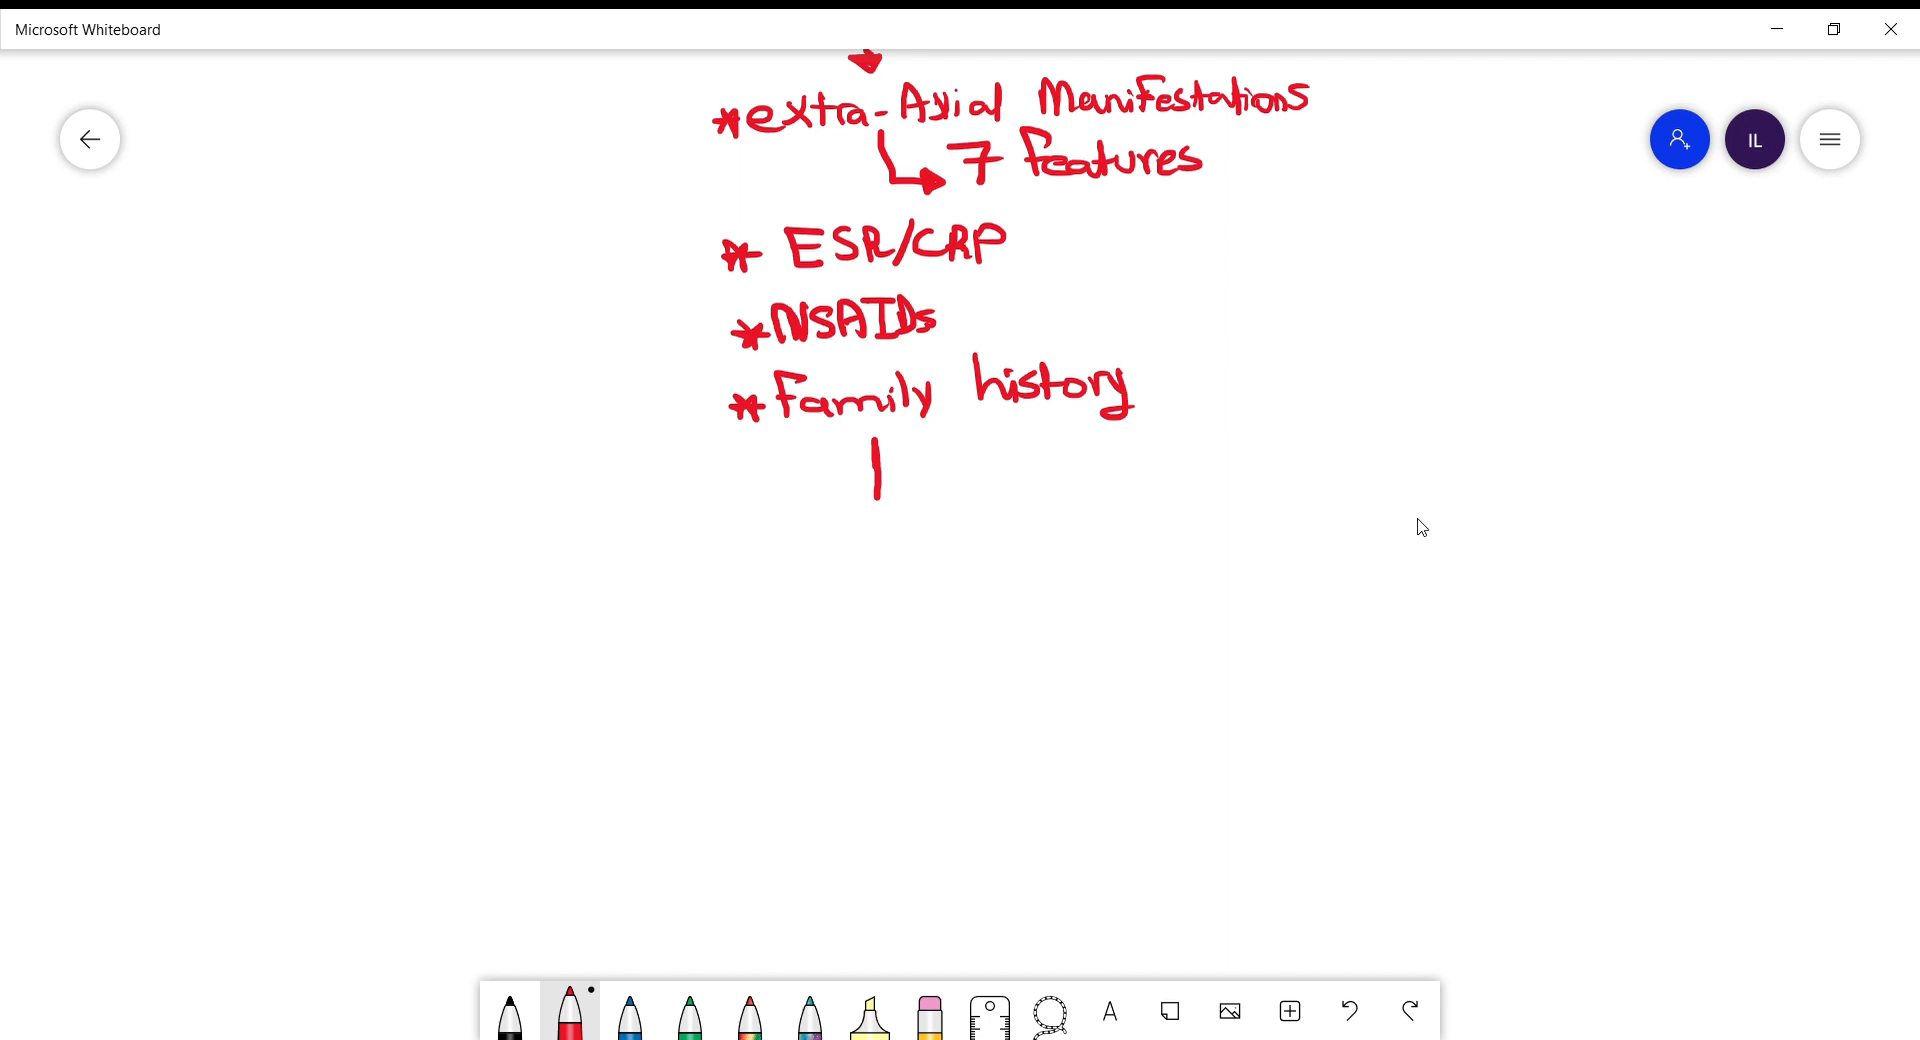 Microsoft Whiteboard
*extra-Axial Manifestations
7 features
IL
* ESR/CRP
*NSAIDs
*family history
A